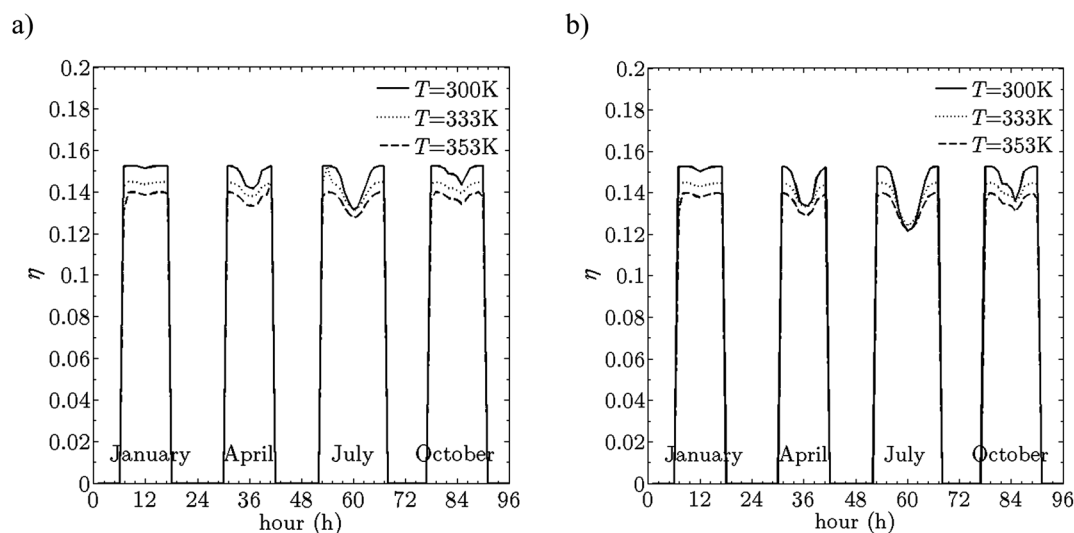 a)
0.2
0.18
0.16
0.14
0.12
0.1
0.08
0.06
0.04
0.02
0
η
T=300K
T=333K
T=353K
January April July October
0 12 24 36 48 60 72 84 96
hour (h)
b)
0.2
0.18
0.16
0.14
0.12
0.1
0.08
0.06
0.04
0.02
0
η
T=300K
T=333K
T=353K
January April July October
0 12 24 36 48 60 72 84 96
hour (h)